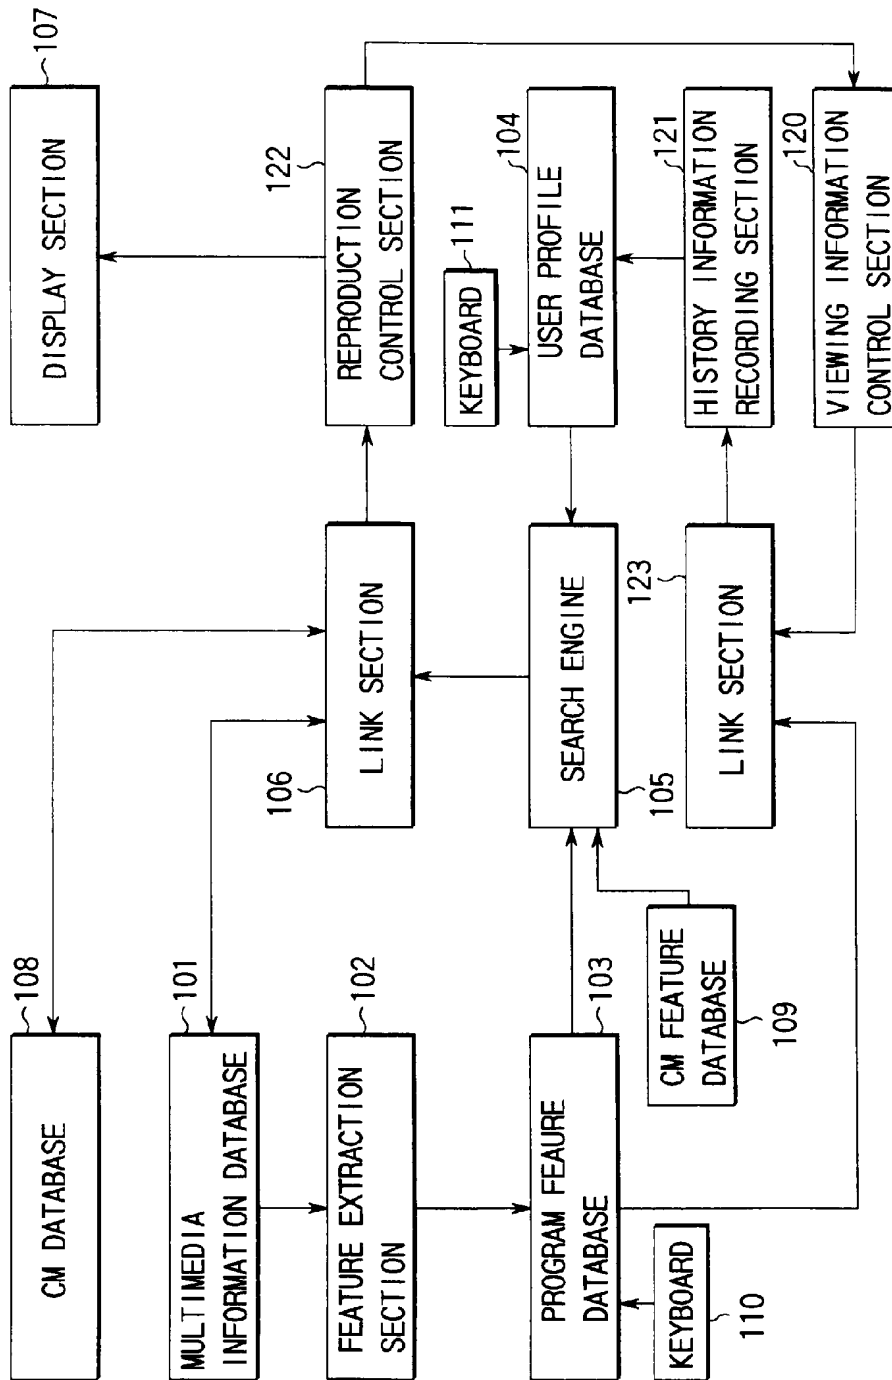 CM DATABASE
108
MULTIMEDIA
INFORMATION DATABASE
101
FEATURE EXTRACTION
SECTION
102
PROGRAM FEAURE
DATABASE
103
KEYBOARD
110
CM FEATURE
DATABASE
109
LINK SECTION
106
SEARCH ENGINE
105
LINK SECTION
123
DISPLAY SECTION
107
REPRODUCTION
CONTROL SECTION
122
KEYBOARD
111
USER PROFILE
DATABASE
104
HISTORY INFORMATION
RECORDING SECTION
121
VIEWING INFORMATION
CONTROL SECTION
120